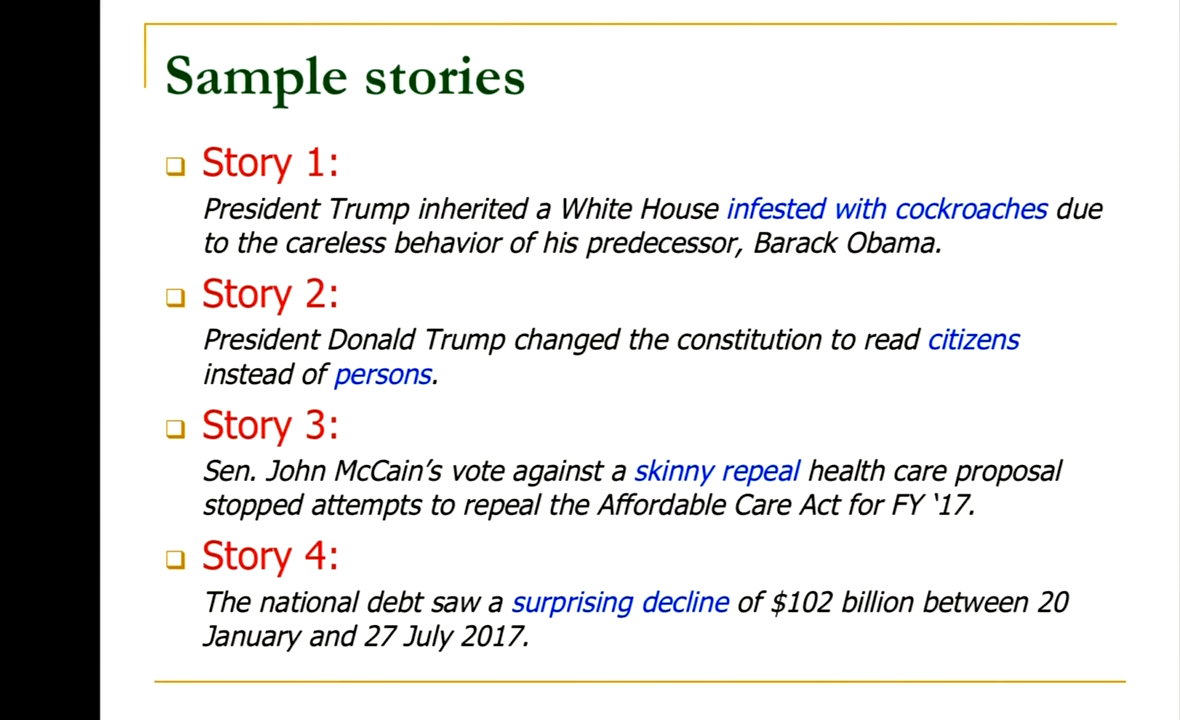 Sample stories
Story 1:
President Trump inherited a White House infested with cockroaches due
to the careless behavior of his predecessor, Barack Obama.
Story 2:
President Donald Trump changed the constitution to read citizens
instead of persons.
Story 3:
Sen. John McCain’s vote against a skinny repeal health care proposal
stopped attempts to repeal the Affordable Care Act for FY ‘17.
Story 4:
The national debt saw a surprising decline of $102 billion between 20
January and 27 July 2017.